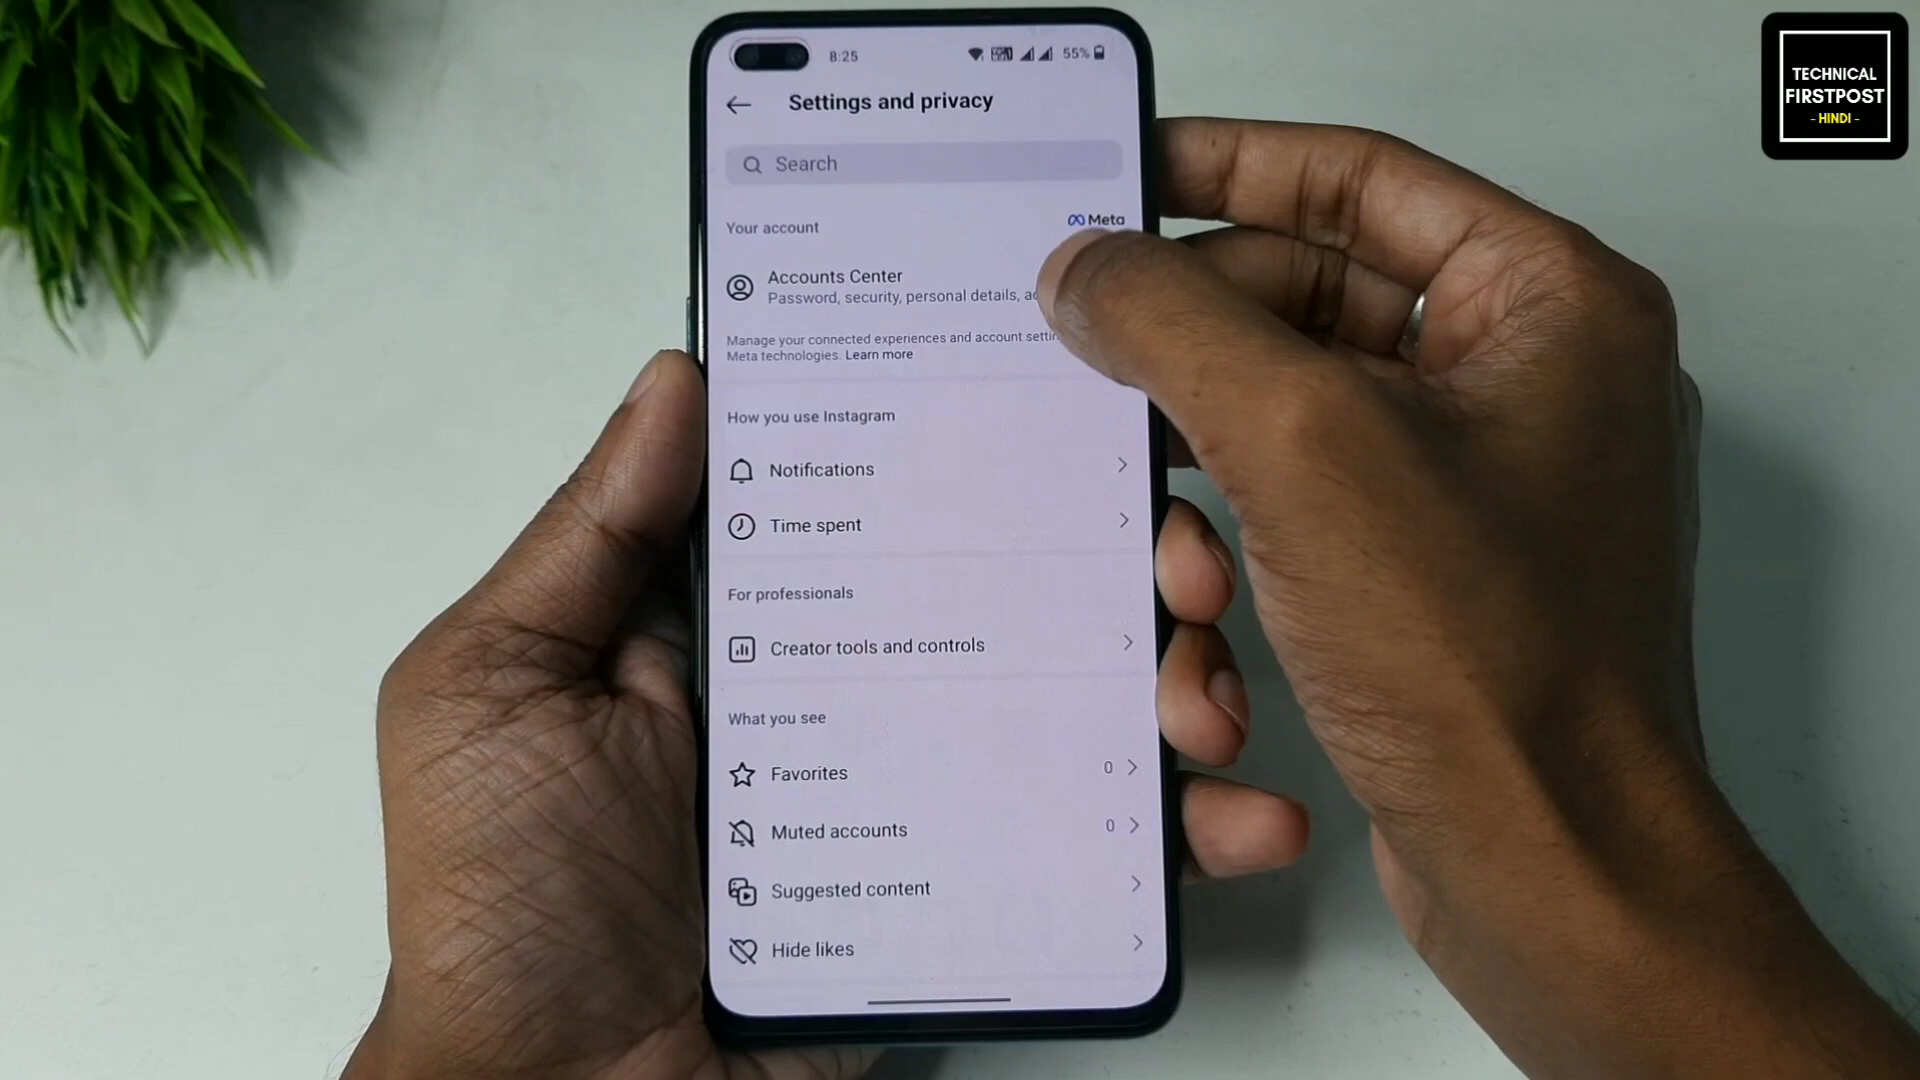 8:25
55%
Settings and privacy
Search
Your account
Meta
Accounts Center
Password, security, personal details,
Manage your connected experiences and account
Meta technologies. Learn more
How you use Instagram
Notifications
Time spent
For professionals
Creator tools and controls
What you see
Favorites 0
Muted accounts 0
Suggested content
Hide likes
TECHNICAL
FIRSTPOST
- HINDI -